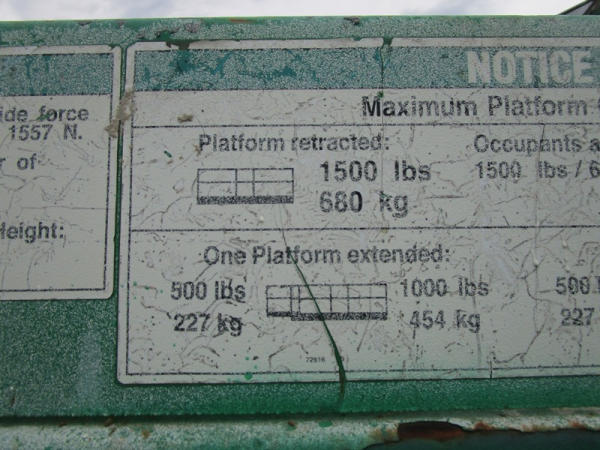 ide force
1557 N.
r of
Height:
NOTICE
Maximum Platform
Platform retracted:
1500 lbs
680 kg
Occupants a
1500 lbs / 6
One Platform extended:
500 lbs
227 kg
1000 lbs
454 kg
500
227